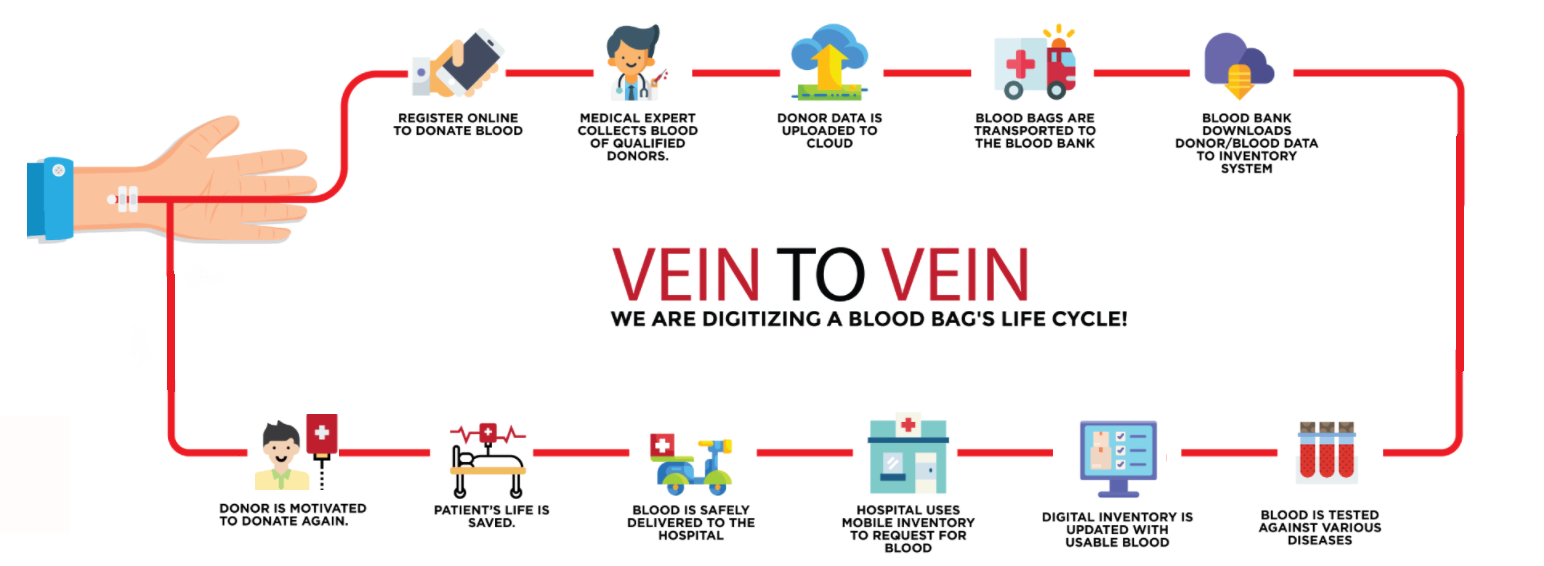 REGISTER ONLINE
TO DONATE BLOOD
MEDICAL EXPERT
COLLECTS BLOOD
OF QUALIFIED
DONORS.
DONOR DATA IS
UPLOADED TO
CLOUD
BLOOD BAGS ARE
TRANSPORTED TO
THE BLOOD BANK
BLOOD BANK
DOWNLOADS
DONOR/BLOOD DATA
TO INVENTORY
SYSTEM
VEIN TO VEIN
WE ARE DIGITIZING A BLOOD BAG'S LIFE CYCLE!
DONOR IS MOTIVATED
TO DONATE AGAIN.
PATIENT'S LIFE IS
SAVED.
BLOOD IS SAFELY
DELIVERED TO THE
HOSPITAL
HOSPITAL USES
MOBILE INVENTORY
TO REQUEST FOR
BLOOD
DIGITAL INVENTORY IS
UPDATED WITH
USABLE BLOOD
BLOOD IS TESTED
AGAINST VARIOUS
DISEASES